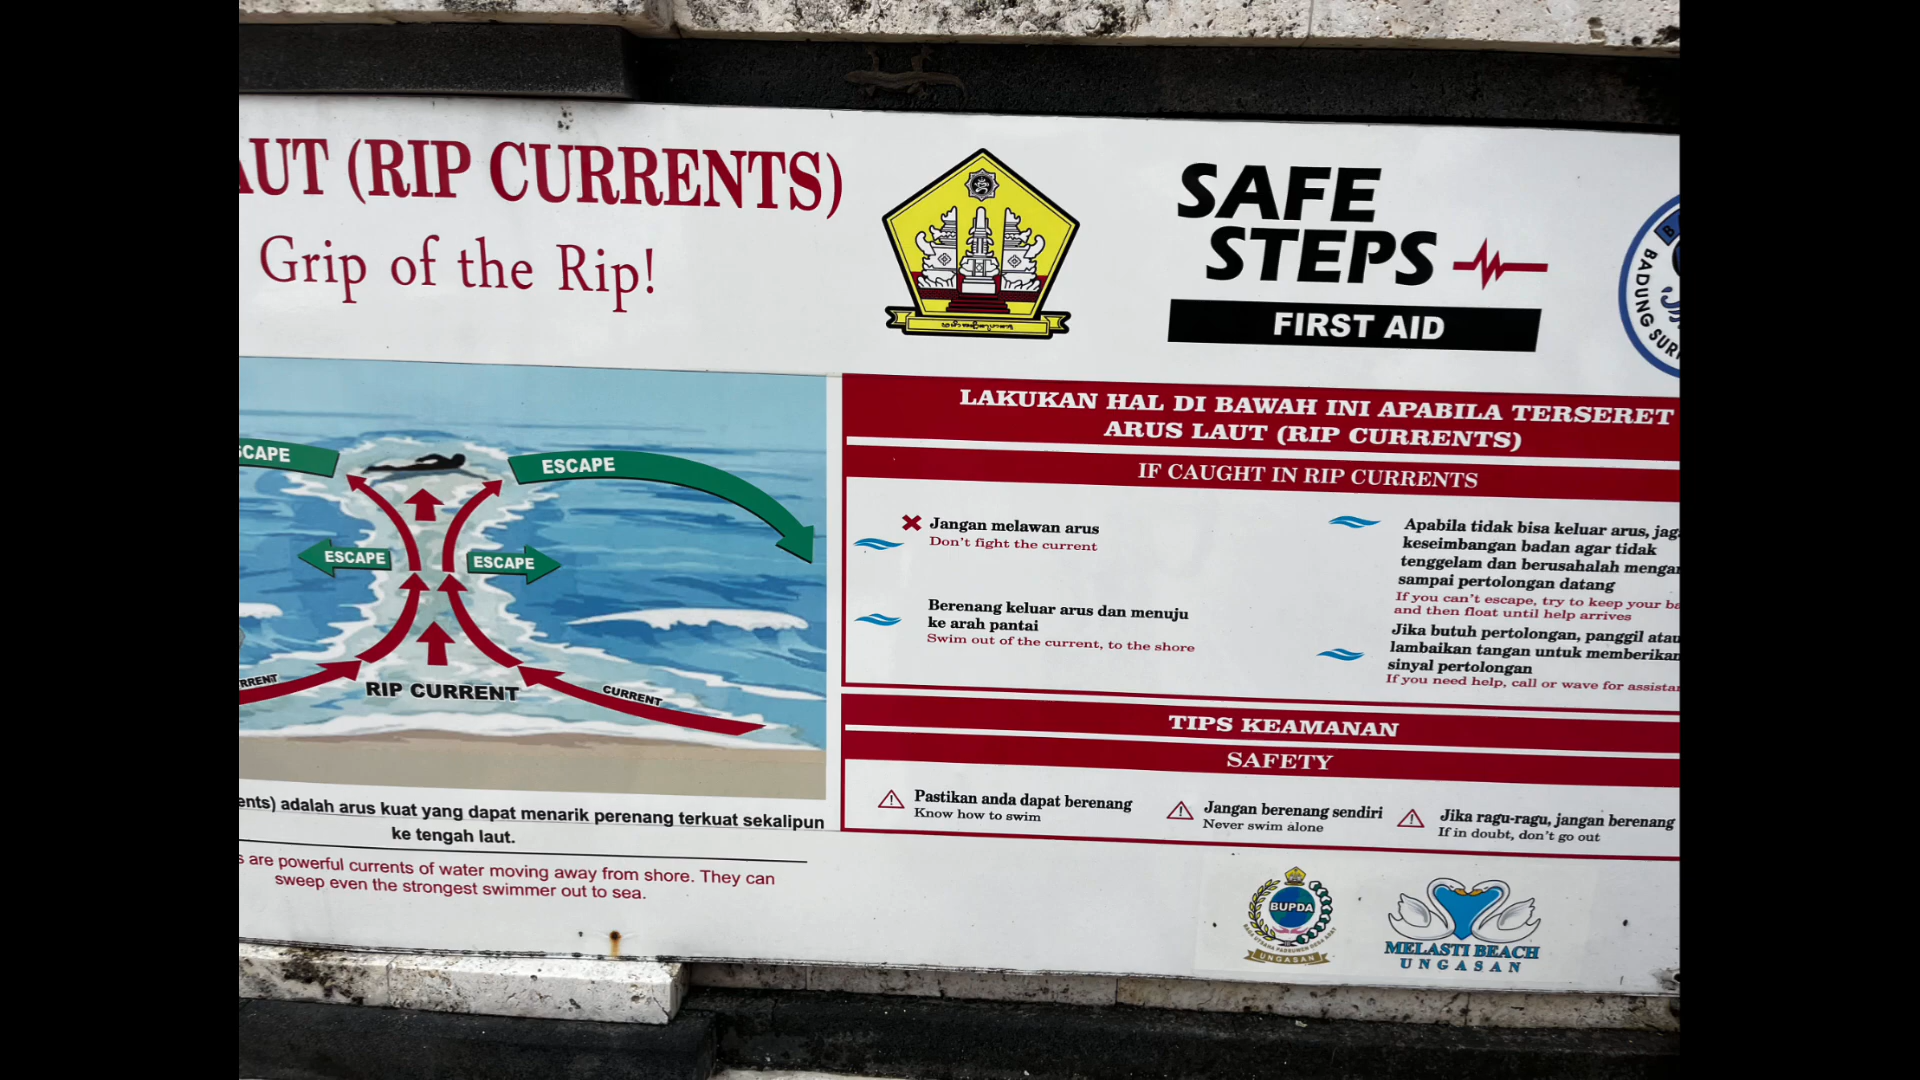 AUT (RIP CURRENTS)
Grip of the Rip!
SAFE
STEPS
FIRST AID
BADUNG
ESCAPE
ESCAPE
ESCAPE
RIP CURRENT
CURRENT
adalah arus kuat yang dapat menarik perenang terkuat sekalipun
ke tengah laut.
are powerful currents of water moving away from shore. They can
sweep even the strongest swimmer out to sea.
LAKUKAN HAL DI BAWAH INI APABILA TERSERET
ARUS LAUT (RIP CURRENTS)
IF CAUGHT IN RIP CURRENTS
Jangan melawan arus
Don't fight the current
Berenang keluar arus dan menuju
ke arah pantai
Swim out of the current, to the shore
Apabila tidak bisa keluar arus,
keseimbangan badan agar tidak
tenggelam dan berusahalah
sampai pertolongan datang
If you can't escape, try to keep your
and then float until help arrives
Jika butuh pertolongan, panggil atau
lambaikan tangan untuk memberikan
sinyal pertolongan
If you need help, call or wave for
TIPS KEAMANAN
SAFETY
Pastikan anda dapat berenang
Know how to swim
Jangan berenang sendiri
Never swim alone
Jika ragu-ragu, jangan berenang
If in doubt, don't go out
BUPDA
UNGASAN
MELASTI BEACH
UNGASAN